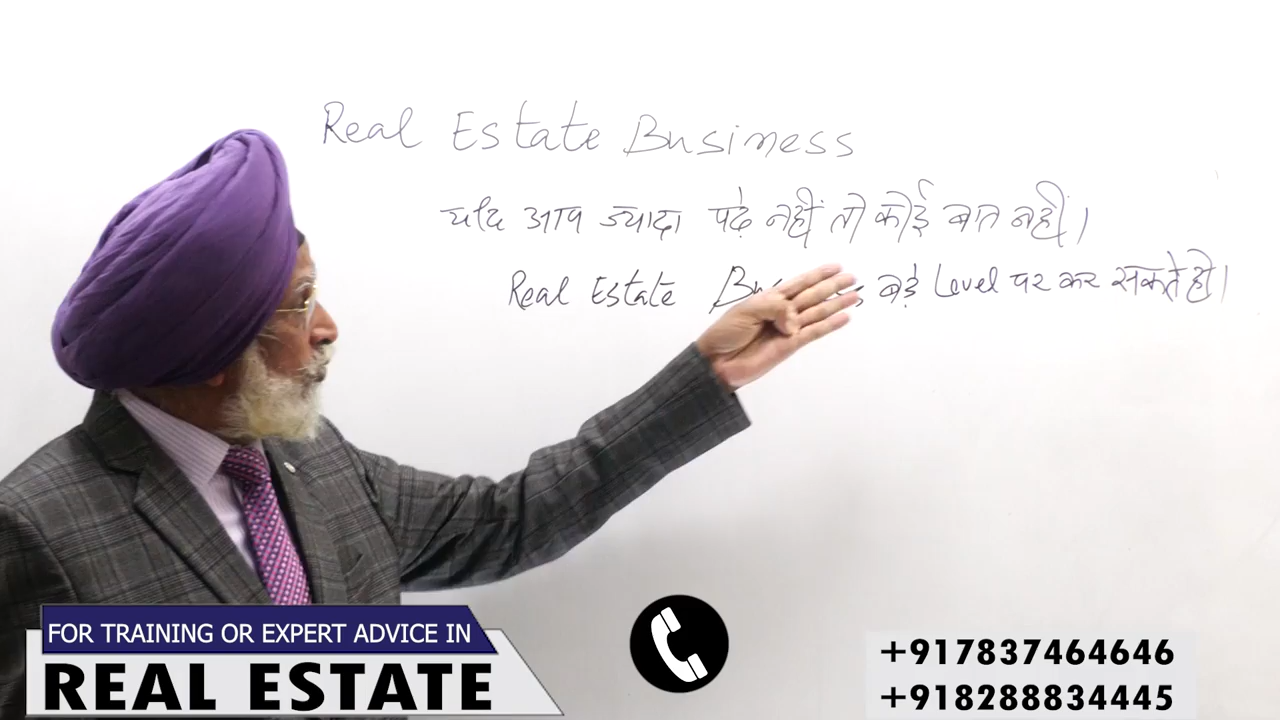 Real Estate Business
यदि आप ज्यादा पढ़े नहीं तो कोई बात नहीं।
Real Estate बड़े Level पर कर सकते हो।
FOR TRAINING OR EXPERT ADVICE IN
REAL ESTATE
+917837464646
+918288834445